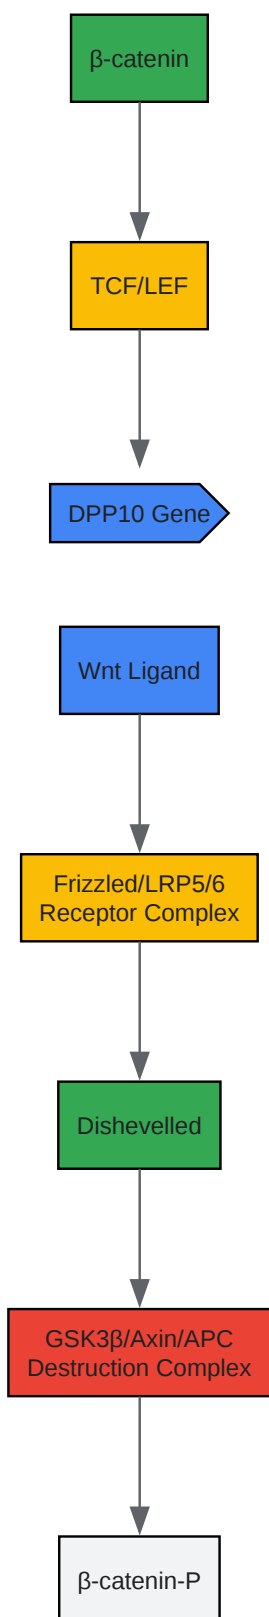 β-catenin
TCF/LEF
DPP10 Gene
Wnt Ligand
Frizzled/LRP5/6
Receptor Complex
Dishevelled
GSK3β/Axin/APC
Destruction Complex
β-catenin-P